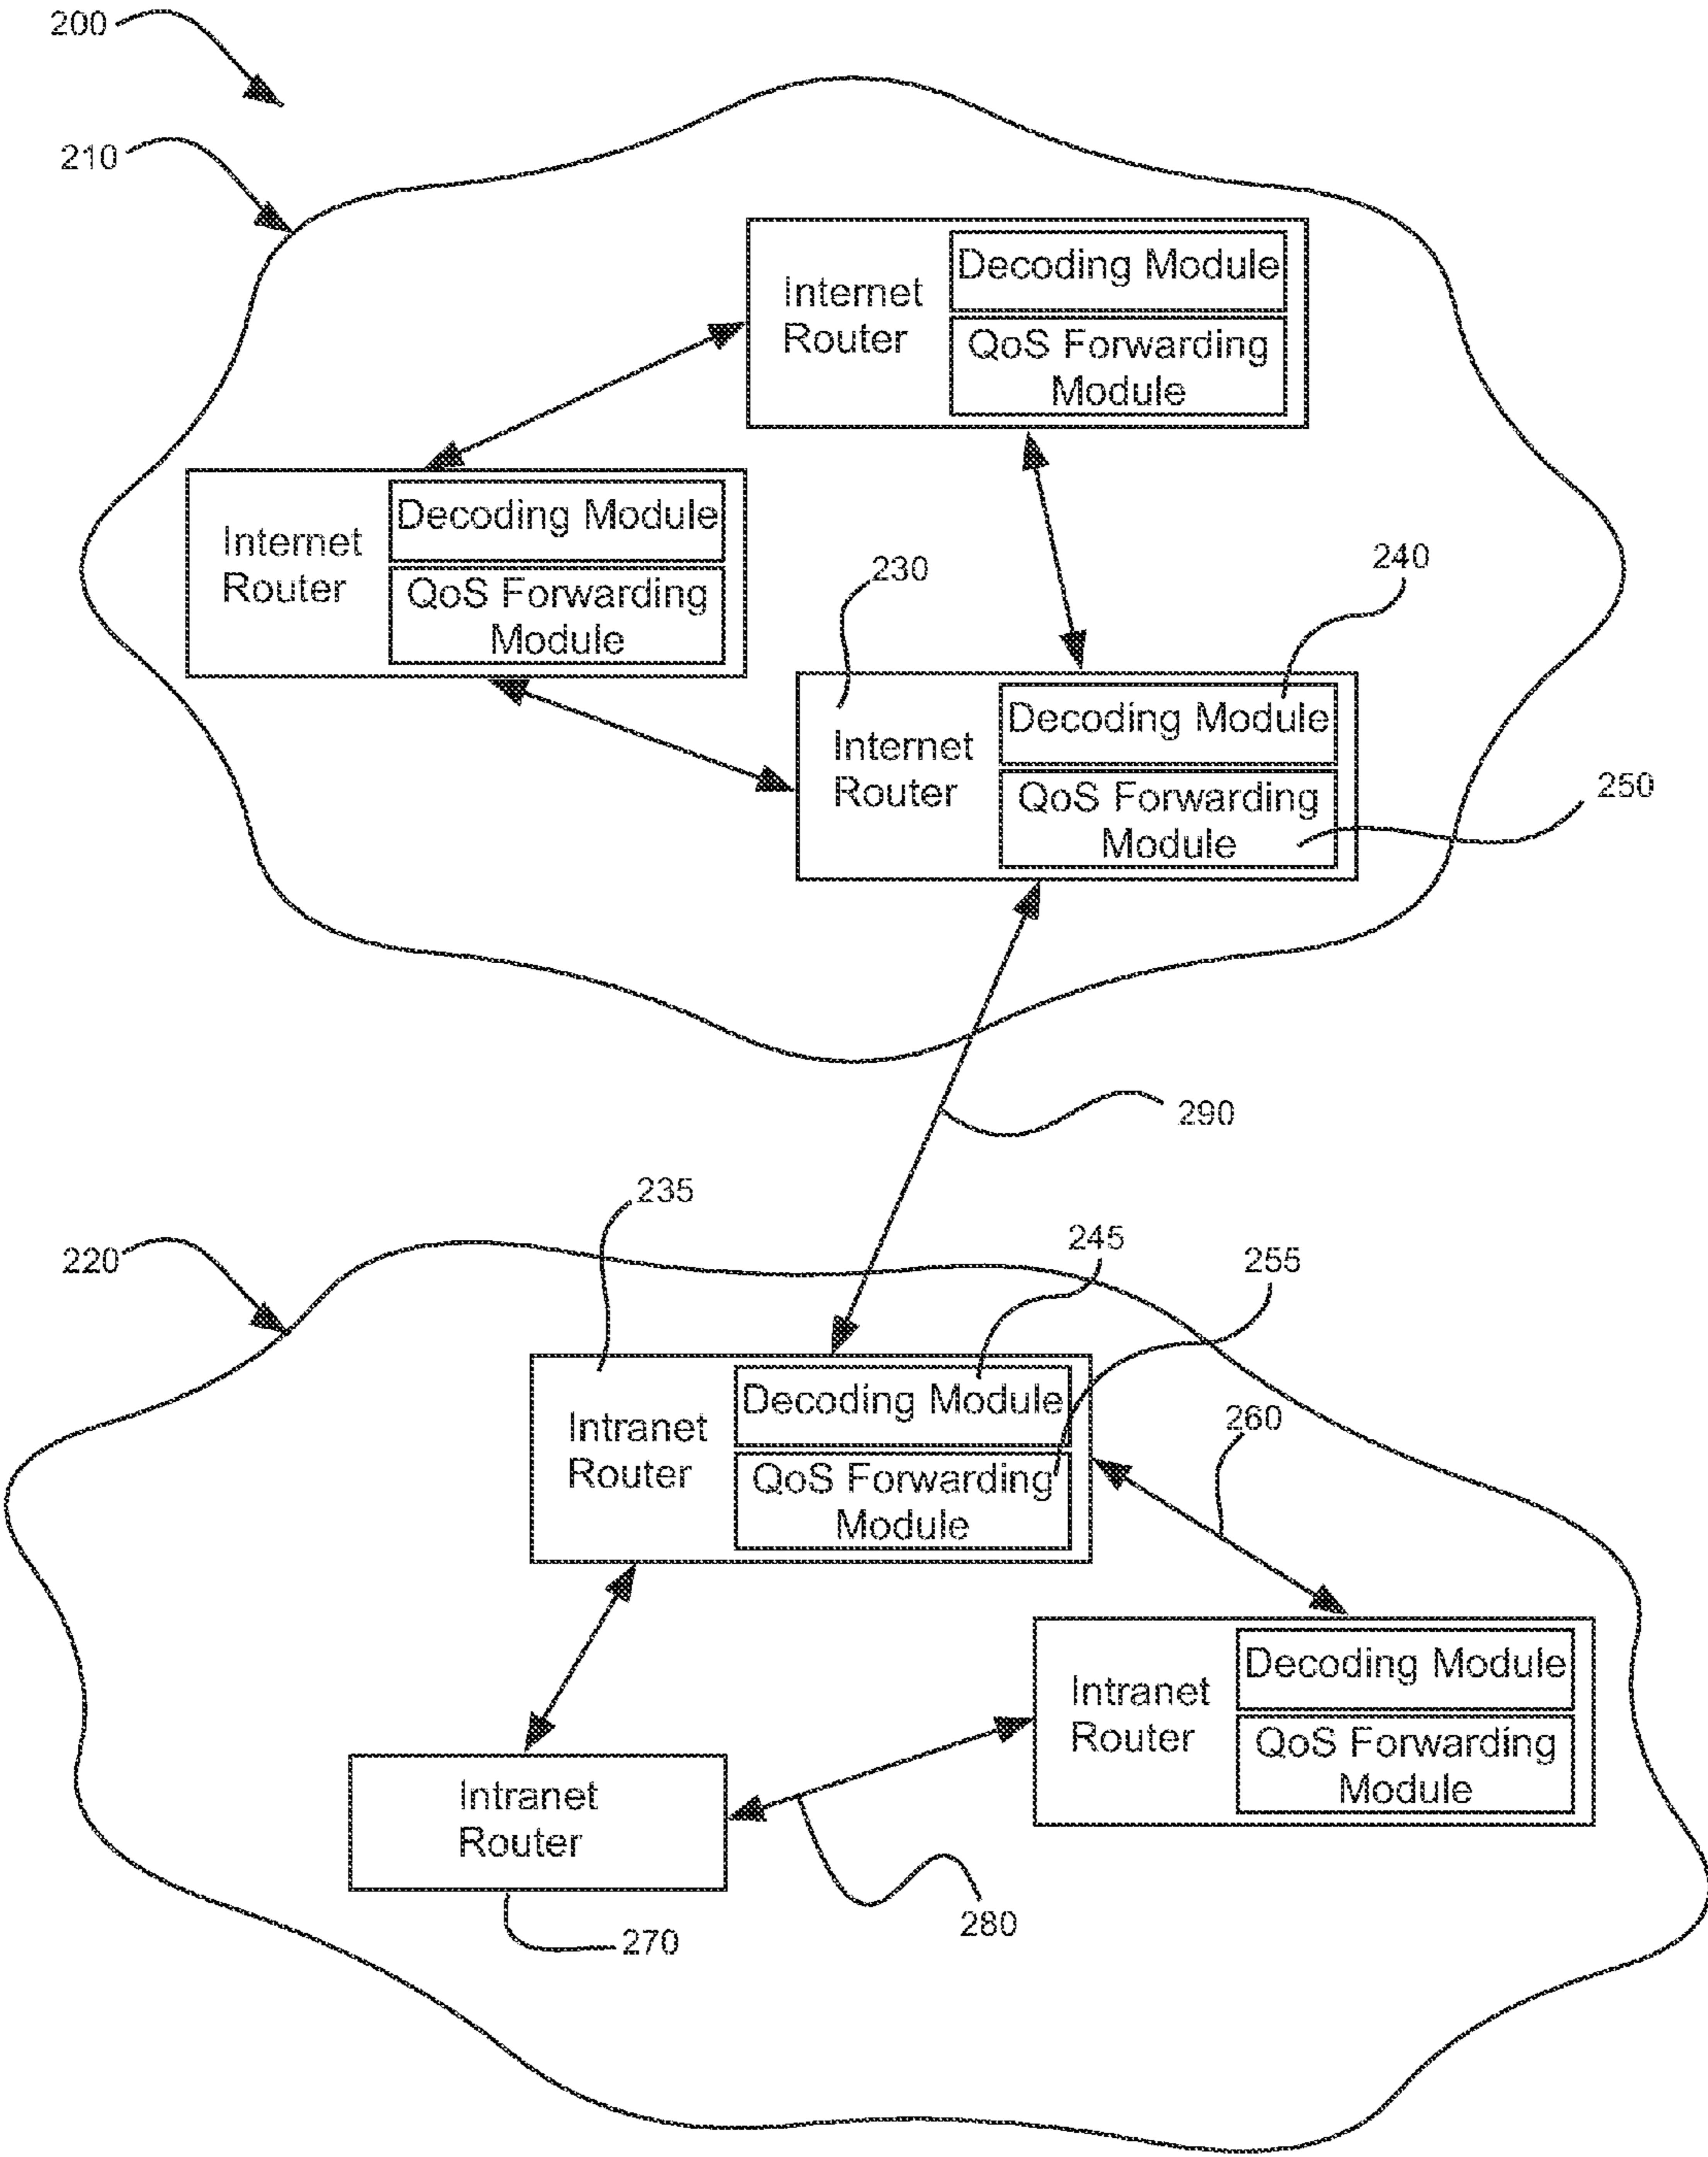 200
210
Internet
Router
Decoding Module
QoS Forwarding
Module
Internet
Router
Decoding Module
QoS Forwarding
Module
230
240
Internet
Router
Decoding Module
QoS Forwarding
Module
250
290
235
220
245
255
Intranet
Router
Decoding Module
QoS Forwarding
Module
260
Intranet
Router
Decoding Module
QoS Forwarding
Module
Intranet
Router
270
280